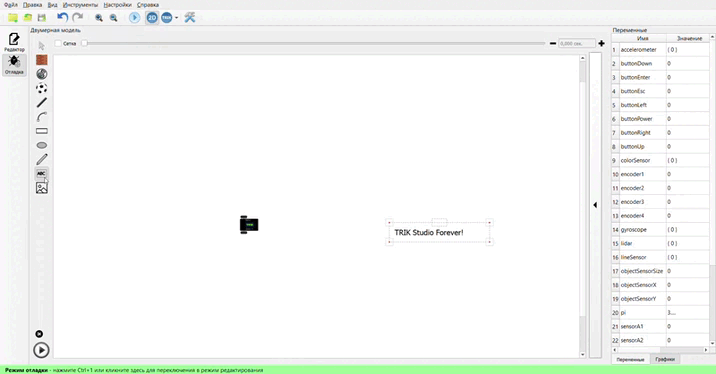 Файл Правка Вид Инструменты Настройки Справка
2D TRIK
Двумерная модель
Редактор
Отладка
Сетка
0,000 сек.
ABC
TRIK Studio Forever!
Переменные
Имя Значение
1 accelerometer ( 0 )
2 buttonDown 0
3 buttonEnter 0
4 buttonEsc 0
5 buttonLeft 0
6 buttonPower 0
7 buttonRight 0
8 buttonUp 0
9 colorSensor ( 0 )
10 encoder1 0
11 encoder2 0
12 encoder3 0
13 encoder4 0
14 gyroscope ( 0 )
15 lidar ( 0 )
16 lineSensor ( 0 )
17 objectSensorSize 0
18 objectSensorX 0
19 objectSensorY 0
20 pi 3....
21 sensorA1 0
22 sensorA2 0
Переменные Графики
Режим отладки - нажмите Ctrl+1 или кликните здесь для переключения в режим редактирования